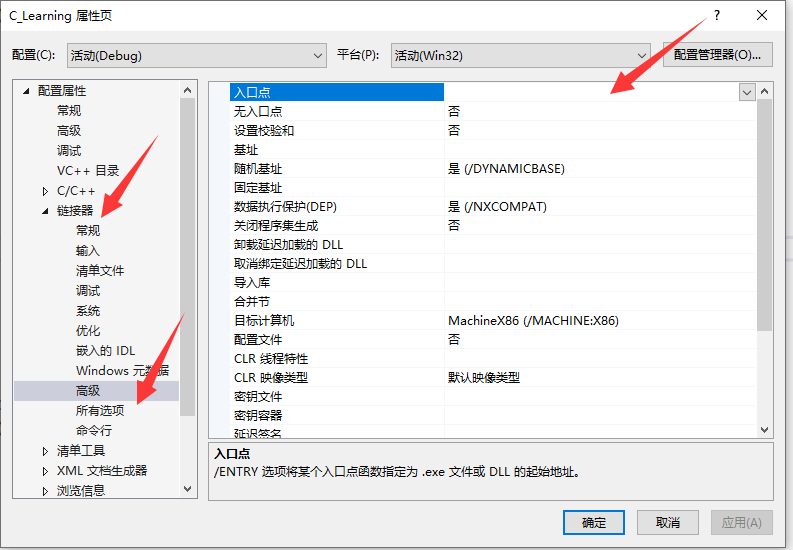 C_Learning 属性页
配置(C): 活动(Debug) 平台(P): 活动(Win32) 配置管理器(O)...
配置属性
常规
高级
调试
VC++ 目录
C/C++
链接器
常规
输入
清单文件
调试
系统
优化
嵌入的 IDL
Windows 元数据
高级
所有选项
命令行
清单工具
XML 文档生成器
浏览信息
入口点
无入口点 否
设置校验和 否
基址
随机基址 是 (/DYNAMICBASE)
固定基址
数据执行保护(DEP) 是 (/NXCOMPAT)
关闭程序集生成 否
卸载延迟加载的 DLL
取消绑定延迟加载的 DLL
导入库
合并节
目标计算机 MachineX86 (/MACHINE:X86)
配置文件 否
CLR 线程特性
CLR 映像类型 默认映像类型
密钥文件
密钥容器
延迟签名
入口点
/ENTRY 选项将某个入口点函数指定为 .exe 文件或 DLL 的起始地址。
确定 取消 应用(A)